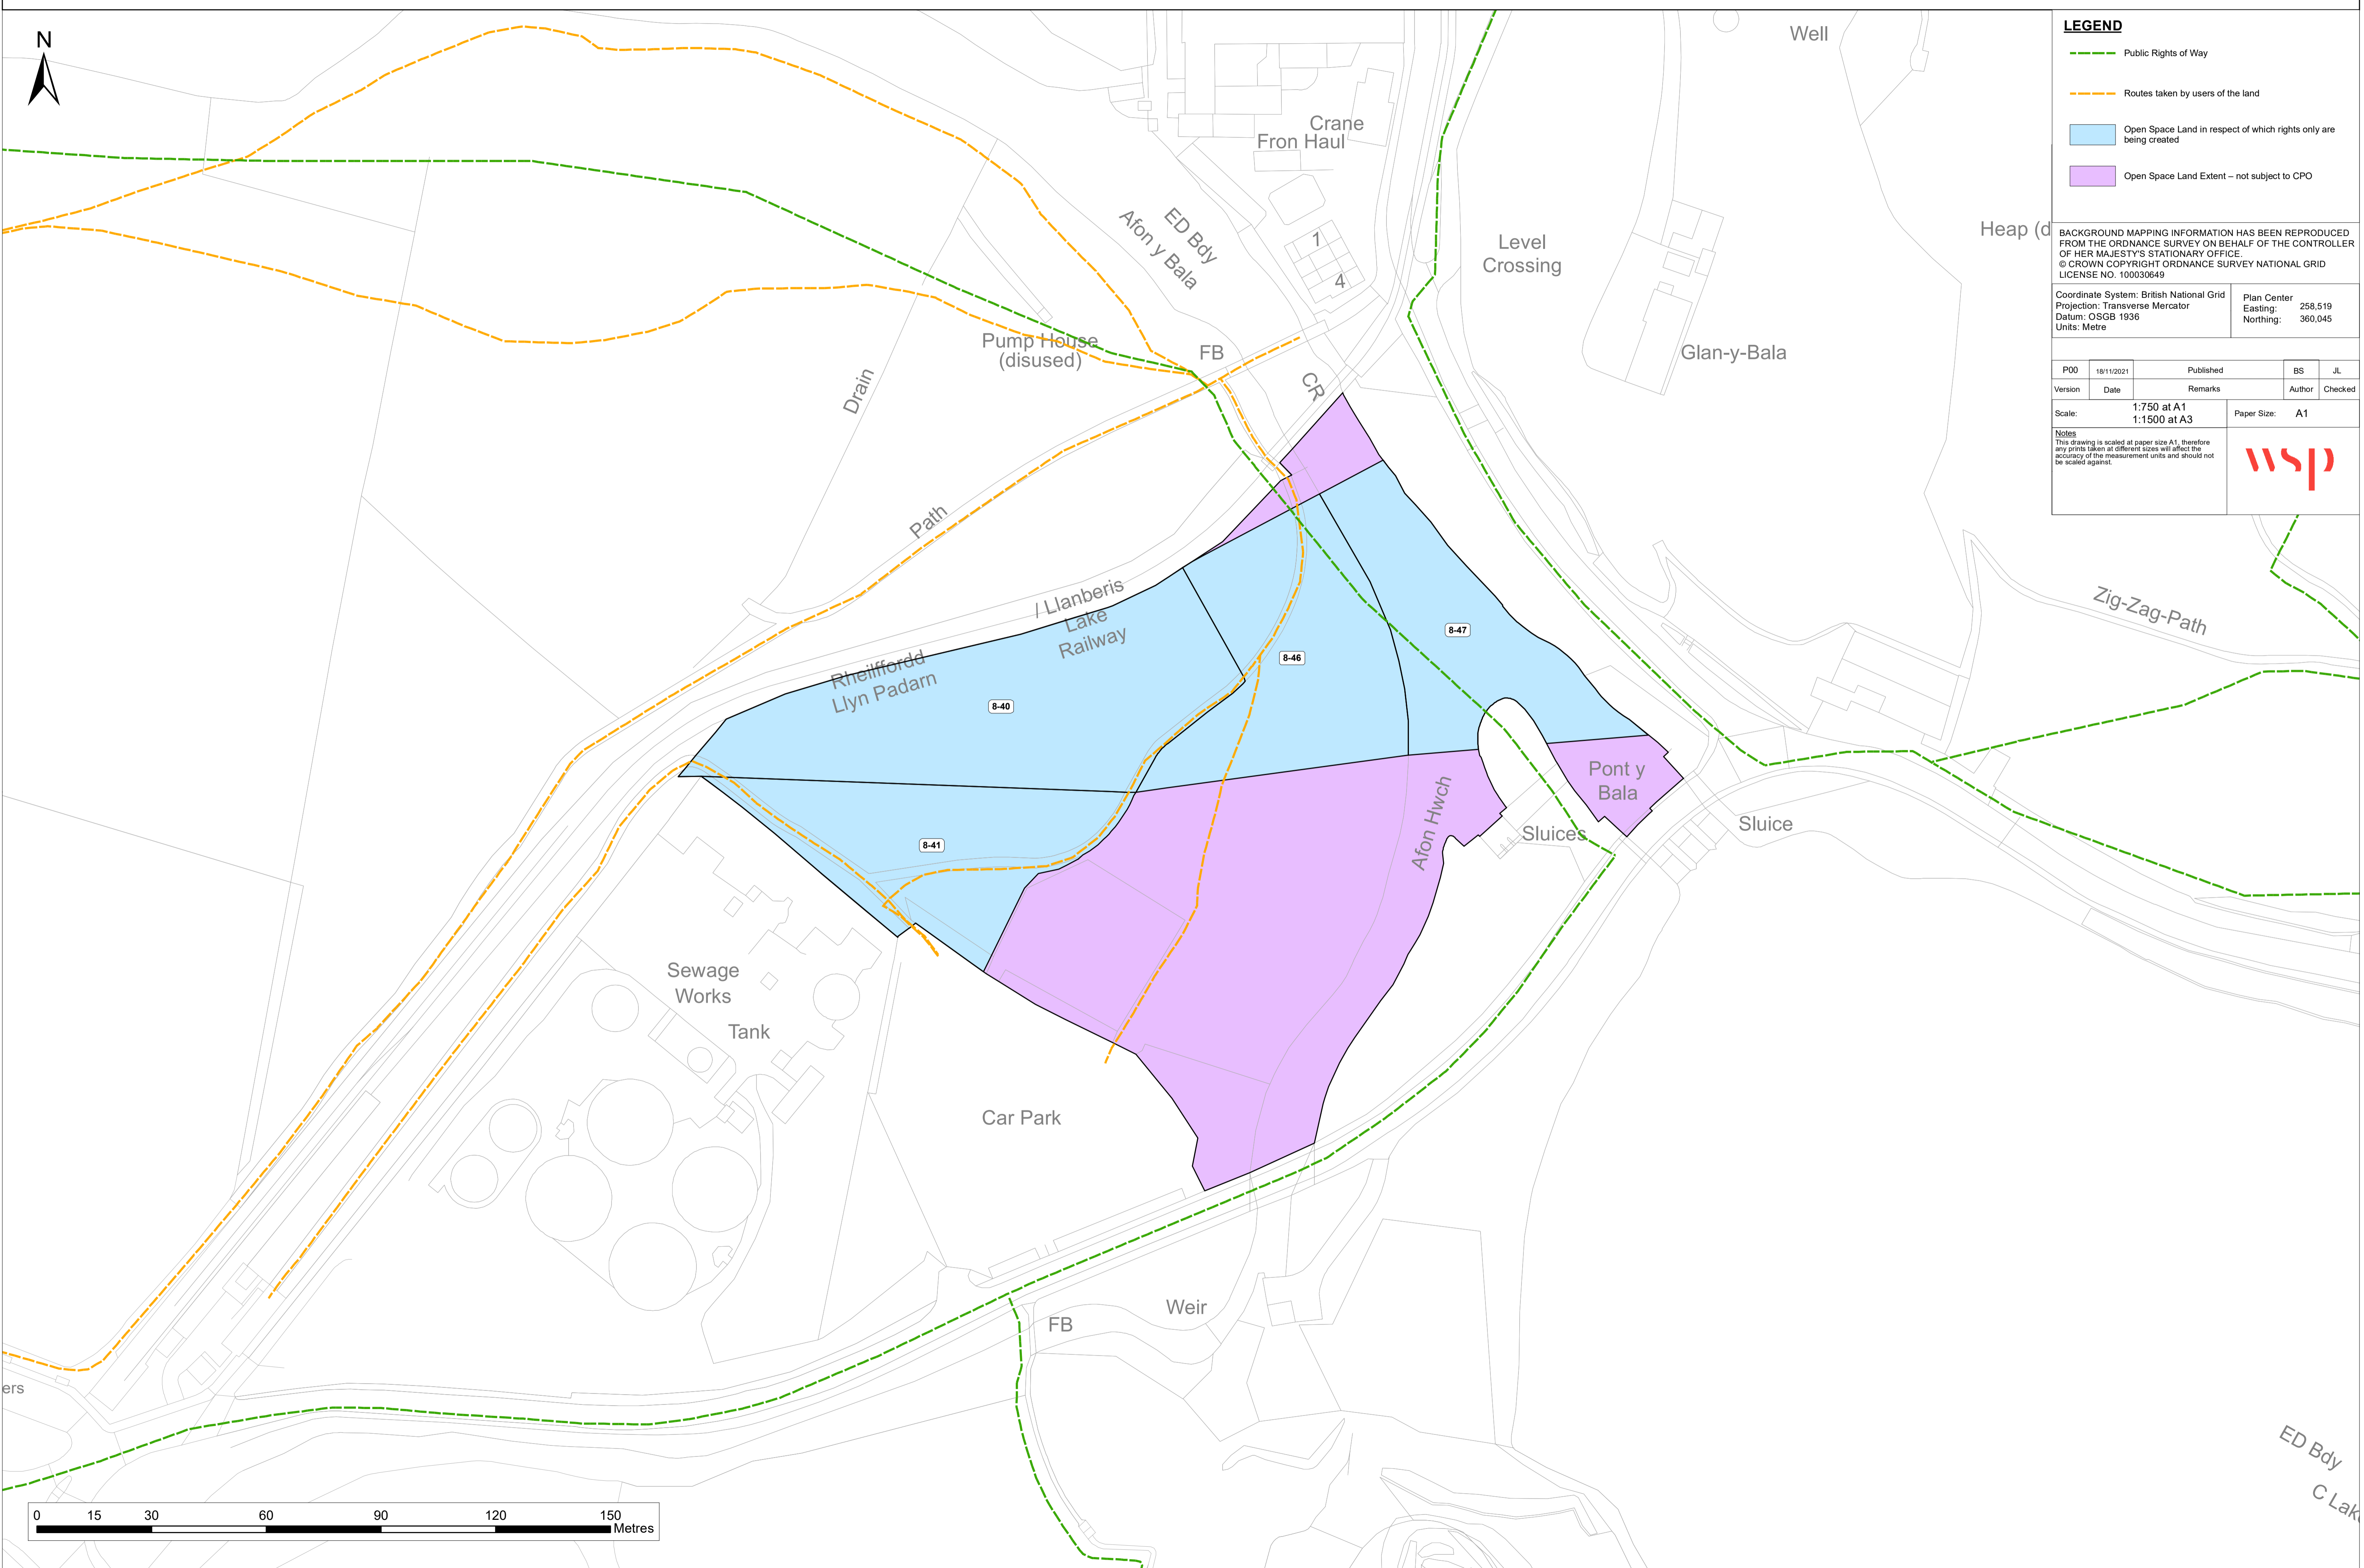 N
LEGEND
Public Rights of Way
Routes taken by users of the land
Open Space Land in respect of which rights only are
being created
Open Space Land Extent – not subject to CPO
BACKGROUND MAPPING INFORMATION HAS BEEN REPRODUCED
FROM THE ORDNANCE SURVEY ON BEHALF OF THE CONTROLLER
OF HER MAJESTY'S STATIONARY OFFICE.
© CROWN COPYRIGHT ORDNANCE SURVEY NATIONAL GRID
LICENSE NO. 100030649
Coordinate System: British National Grid
Projection: Transverse Mercator
Datum: OSGB 1936
Units: Metre
Plan Center
Easting: 258,519
Northing: 360,045
P00 18/11/2021 Published BS JL
Version Date Remarks Author Checked
Scale: 1:750 at A1
1:1500 at A3
Paper Size: A1
Notes
This drawing is scaled at paper size A1, therefore
any prints taken at different sizes will affect the
accuracy of the measurement units and should not
be scaled against.
wsp
Well
Crane
Fron Haul
ED Bdy
Afon y Bala
1
4
Level
Crossing
Heap (d
Glan-y-Bala
Pump House
(disused)
FB
CR
Drain
Path
/ Llanberis
Lake
Railway
Rheilffordd
Llyn Padarn
Zig-Zag-Path
8-47
8-46
8-40
8-41
Pont y
Bala
Afon Hwch
Sluices
Sluice
Sewage
Works
Tank
Car Park
Weir
FB
ers
ED Bdy
C Lak
0 15 30 60 90 120 150
Metres